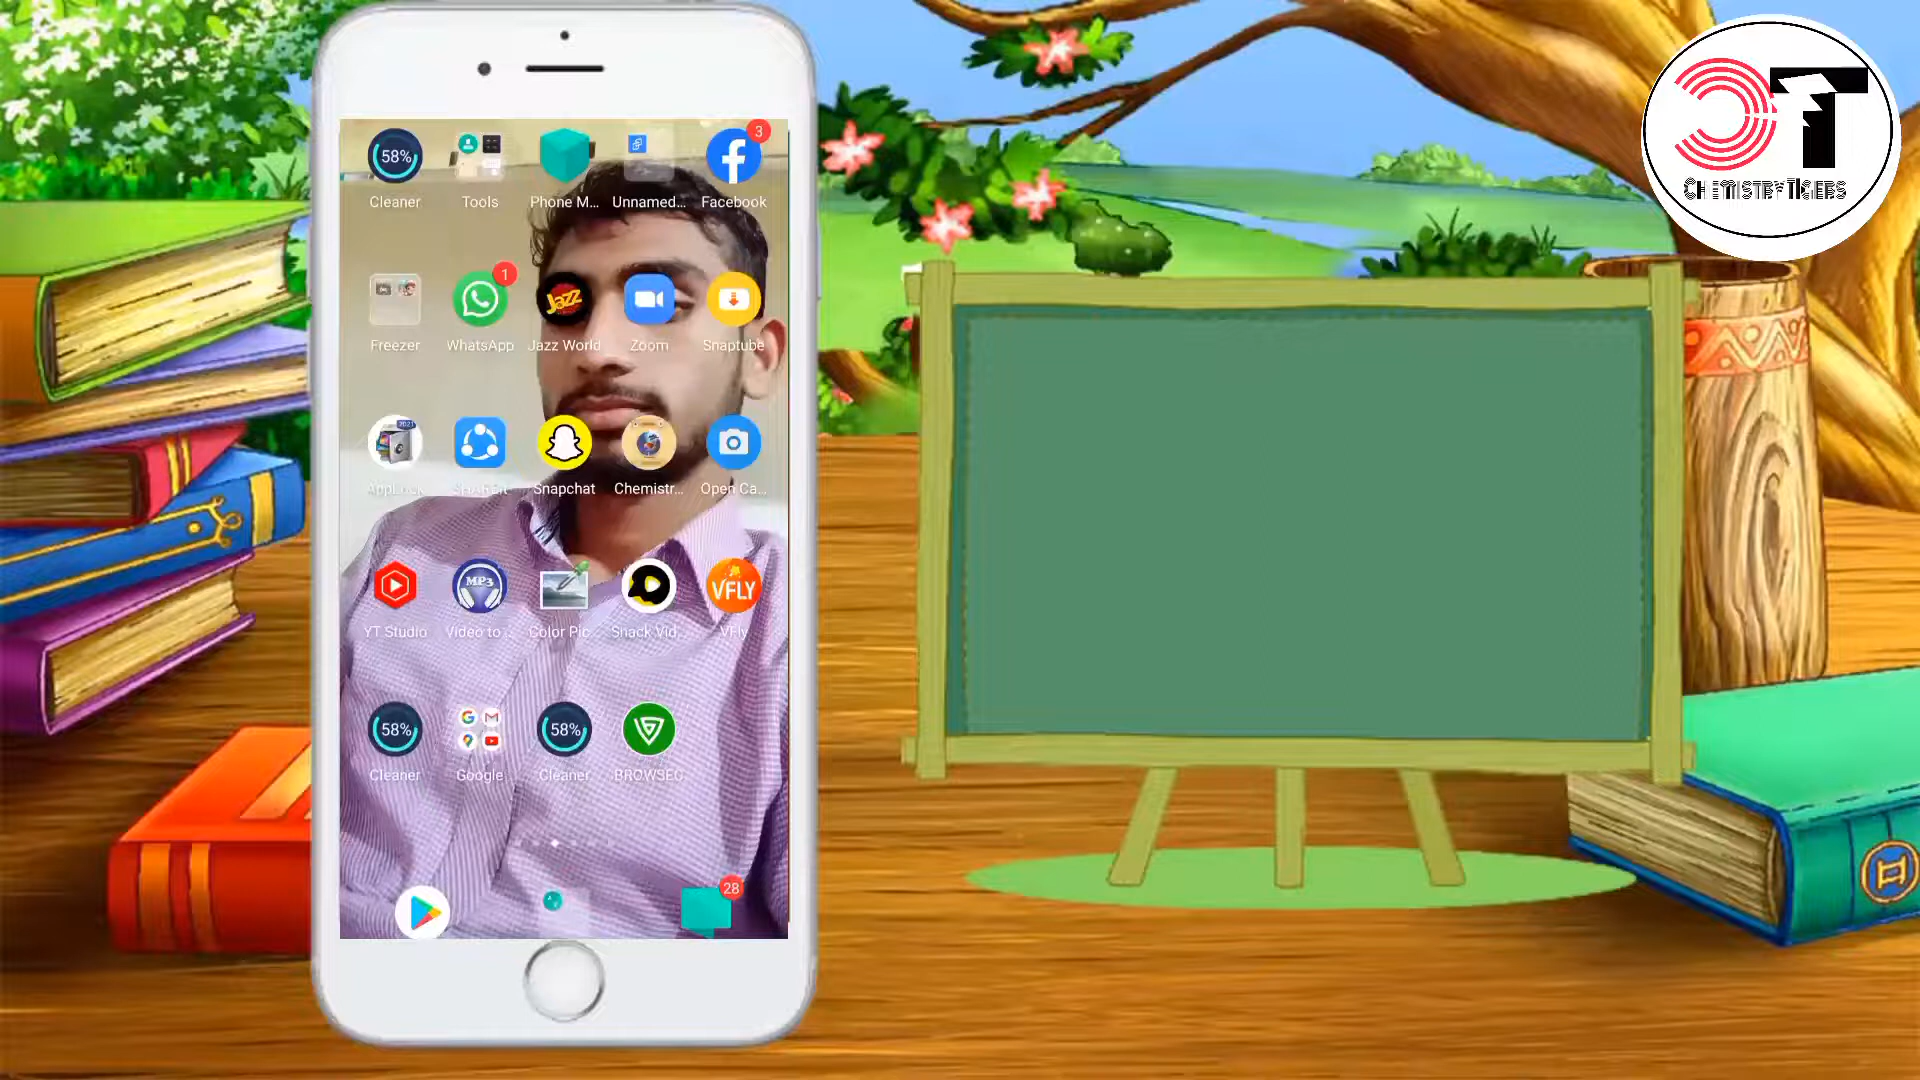 CHEMISTRY TIGERS
58%
3
Cleaner Tools Phone M... Unnamed... Facebook
1
Jazz
Freezer WhatsApp Jazz World Zoom Snaptube
2021
Snapchat Chemistr... Open Ca...
MP3 VFLY
YT Studio Video to ... Color Pic... Snack Vid... VFly
58% 58%
Cleaner Google Cleaner BROWSEC
28